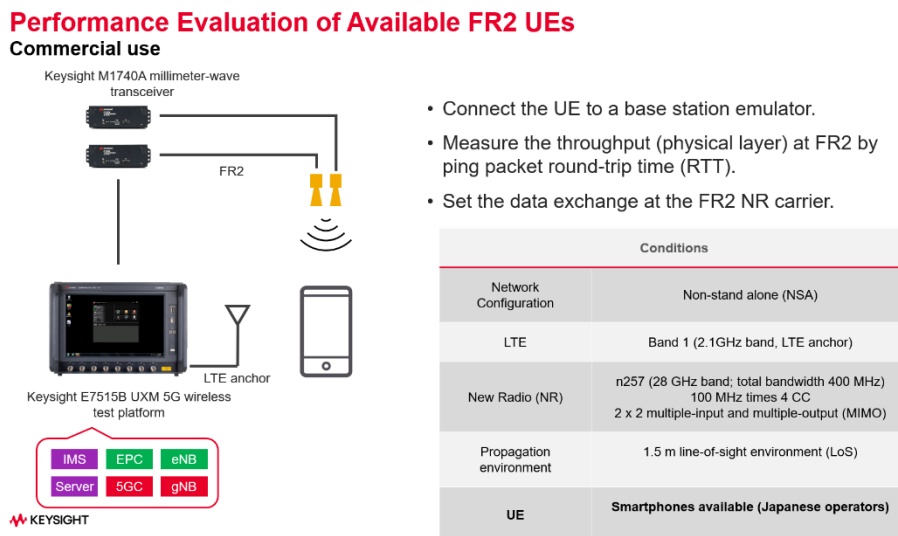 Performance Evaluation of Available FR2 UEs
Commercial use
Keysight M1740A millimeter-wave
transceiver
FR2
LTE anchor
Keysight E7515B UXM 5G wireless
test platform
IMS
EPC
eNB
Server
5GC
gNB
KEYSIGHT
• Connect the UE to a base station emulator.
• Measure the throughput (physical layer) at FR2 by
ping packet round-trip time (RTT).
• Set the data exchange at the FR2 NR carrier.
Conditions
Network
Configuration
Non-stand alone (NSA)
LTE
Band 1 (2.1GHz band, LTE anchor)
New Radio (NR)
n257 (28 GHz band; total bandwidth 400 MHz)
100 MHz times 4 CC
2 x 2 multiple-input and multiple-output (MIMO)
Propagation
environment
1.5 m line-of-sight environment (LoS)
UE
Smartphones available (Japanese operators)